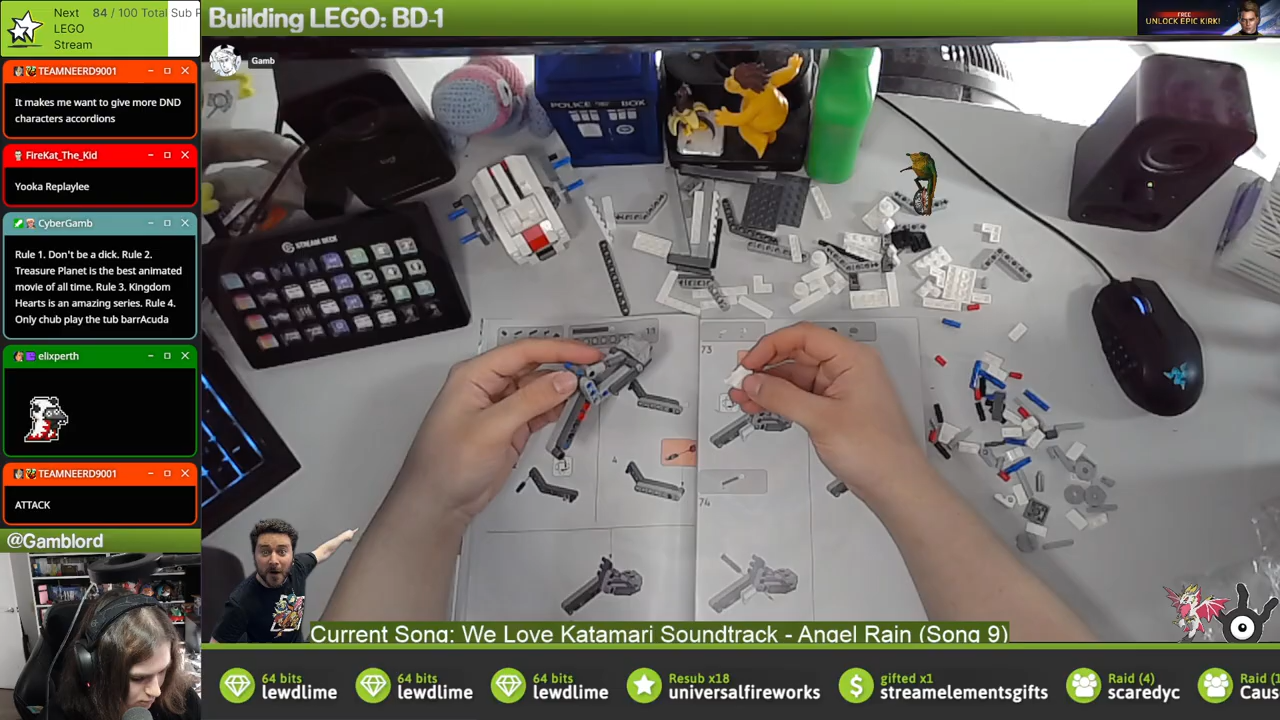 Next 84 / 100 Total Sub P
LEGO
Stream
Building LEGO: BD-1
FREE
UNLOCK EPIC KIRK!
Gamb
TEAMNEERD9001
It makes me want to give more DND
characters accordions
FireKat_The_Kid
Yooka Replaylee
CyberGamb
Rule 1. Don't be a dick. Rule 2.
Treasure Planet is the best animated
movie of all time. Rule 3. Kingdom
Hearts is an amazing series. Rule 4.
Only chub play the tub barrAcuda
elixperth
TEAMNEERD9001
ATTACK
@Gamblord
POLICE BOX
STREAM DECK
73
4
74
Current Song: We Love Katamari Soundtrack - Angel Rain (Song 9)
64 bits
lewdlime
64 bits
lewdlime
64 bits
lewdlime
Resub x18
universalfireworks
gifted x1
streamelementsgifts
Raid (4)
scaredyc
Raid (1
Caus